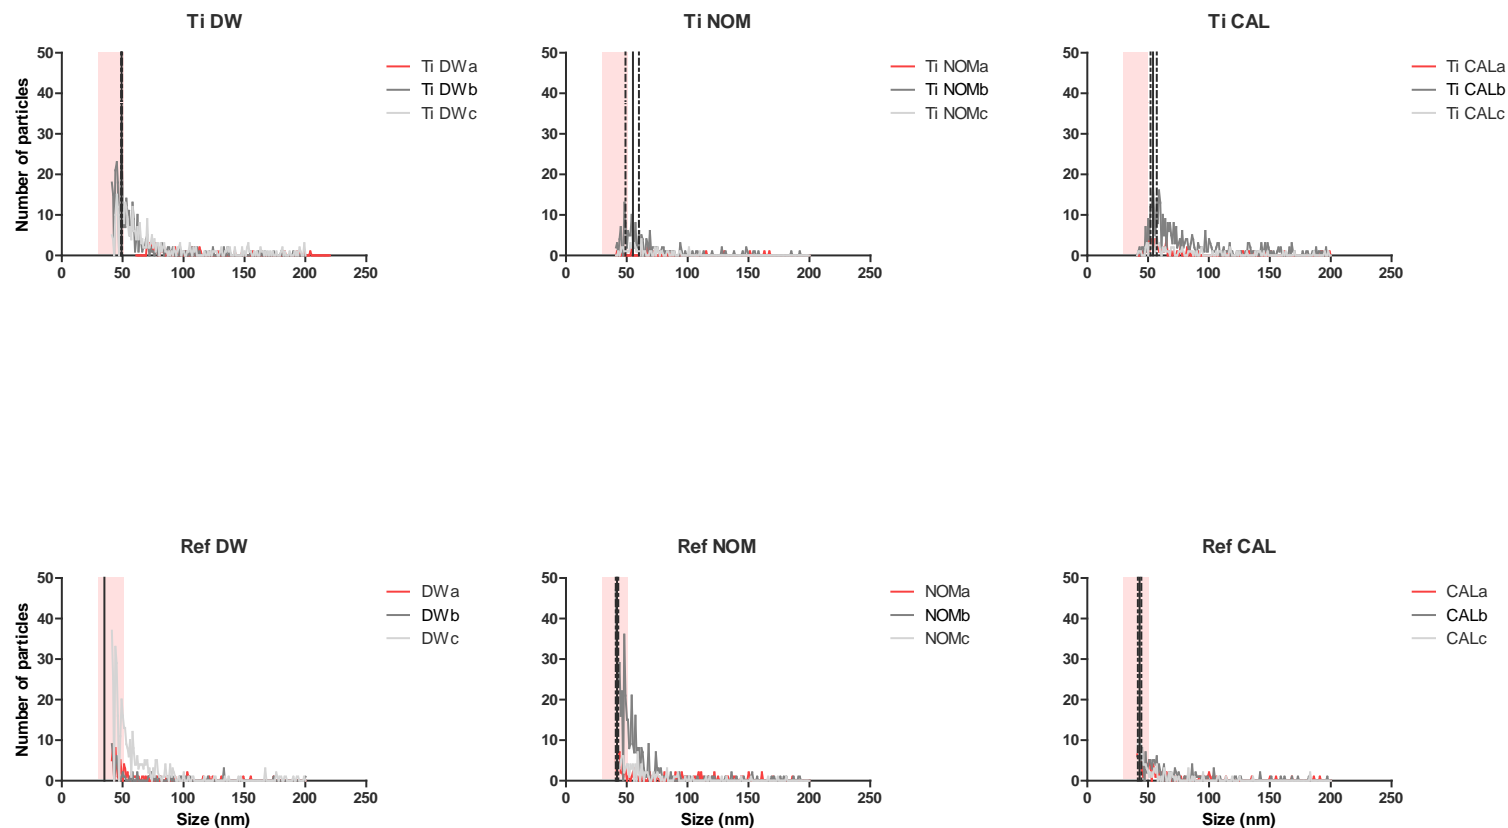 Ti DW
50
40
30
20
10
0
Number of particles
0 50 100 150 200 250
Ti DWa
Ti DWb
Ti DWc
Ti NOM
50
40
30
20
10
0
0 50 100 150 200 250
Ti NOMa
Ti NOMb
Ti NOMc
Ti CAL
50
40
30
20
10
0
0 50 100 150 200 250
Ti CALa
Ti CALb
Ti CALc
Ref DW
50
40
30
20
10
0
Number of particles
0 50 100 150 200 250
Size (nm)
DWa
DWb
DWc
Ref NOM
50
40
30
20
10
0
0 50 100 150 200 250
Size (nm)
NOMa
NOMb
NOMc
Ref CAL
50
40
30
20
10
0
0 50 100 150 200 250
Size (nm)
CALa
CALb
CALc